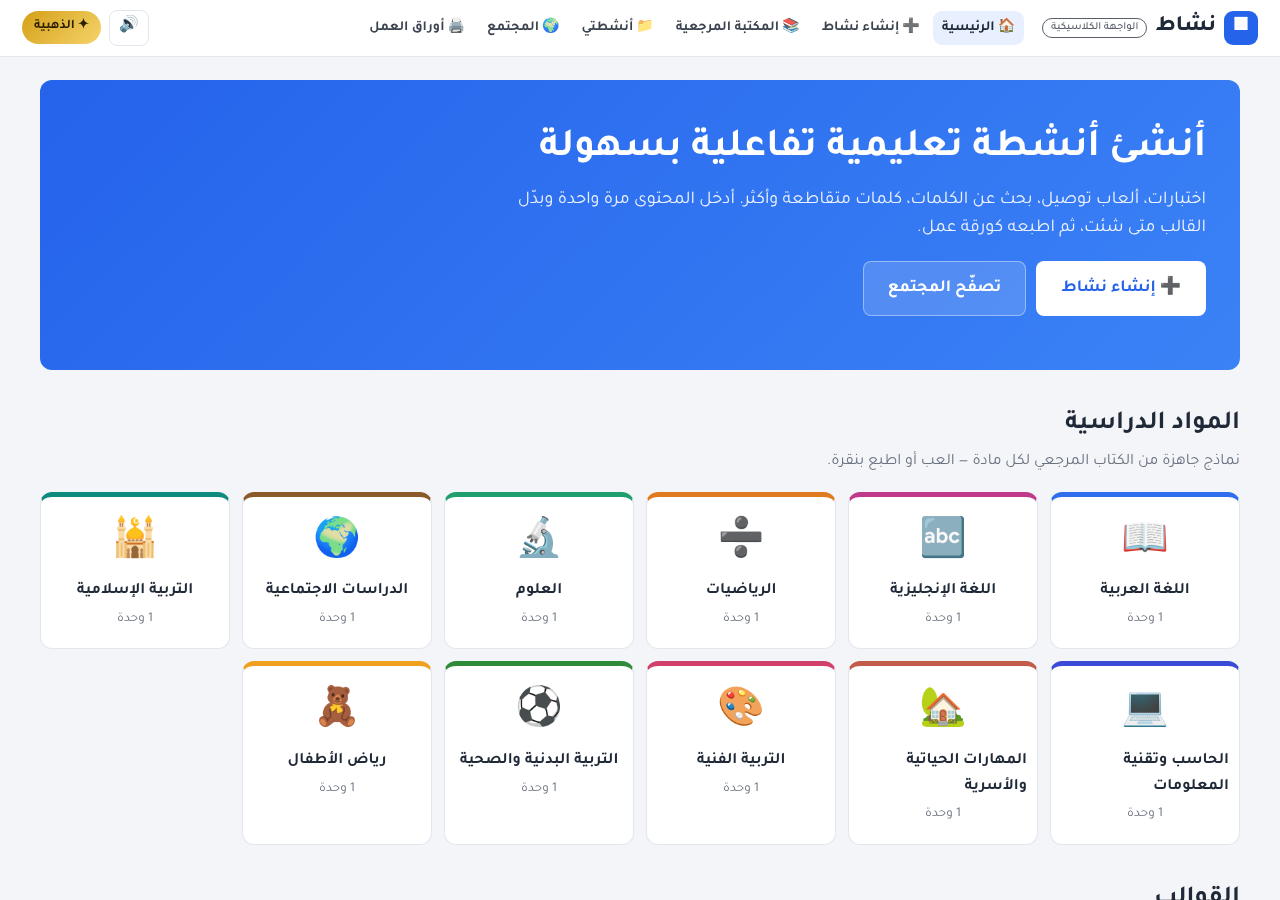 نشاط
الواجهة الكلاسيكية
الرئيسية
إنشاء نشاط
المكتبة المرجعية
أنشطتي
المجتمع
أوراق العمل
الذهبية
أنشئ أنشطة تعليمية تفاعلية بسهولة
اختبارات، ألعاب توصيل، بحث عن الكلمات، كلمات متقاطعة وأكثر. أدخل المحتوى مرة واحدة وبدّل
القالب متى شئت، ثم اطبعه كورقة عمل.
إنشاء نشاط
تصفّح المجتمع
المواد الدراسية
نماذج جاهزة من الكتاب المرجعي لكل مادة – العب أو اطبع بنقرة.
اللغة العربية
1 وحدة
abc
اللغة الإنجليزية
1 وحدة
الرياضيات
1 وحدة
العلوم
1 وحدة
الدراسات الاجتماعية
1 وحدة
التربية الإسلامية
1 وحدة
الحاسب وتقنية
المعلومات
1 وحدة
المهارات الحياتية
والأسرية
1 وحدة
التربية الفنية
1 وحدة
التربية البدنية والصحية
1 وحدة
رياض الأطفال
1 وحدة
القوالب